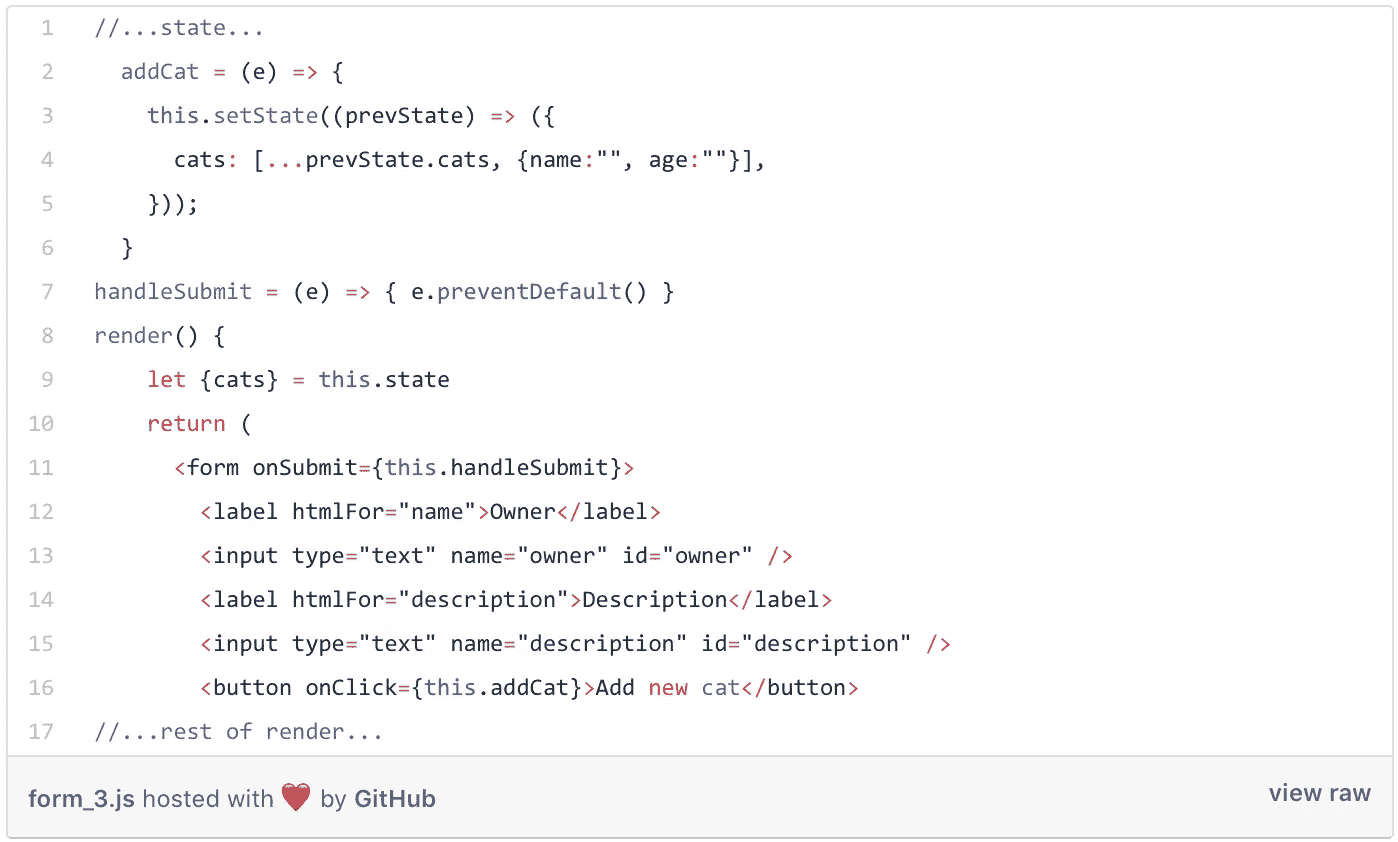 1 //...state...
2 addCat = (e) => {
3 this.setState((prevState) => ({
4 cats: [...prevState.cats, {name:"", age:""}],
5 }));
6 }
7 handleSubmit = (e) => { e.preventDefault() }
8 render() {
9 let {cats} = this.state
10 return (
11 <form onSubmit={this.handleSubmit}>
12 <label htmlFor="name">Owner</label>
13 <input type="text" name="owner" id="owner" />
14 <label htmlFor="description">Description</label>
15 <input type="text" name="description" id="description" />
16 <button onClick={this.addCat}>Add new cat</button>
17 //...rest of render...
form_3.js hosted with ❤ by GitHub view raw